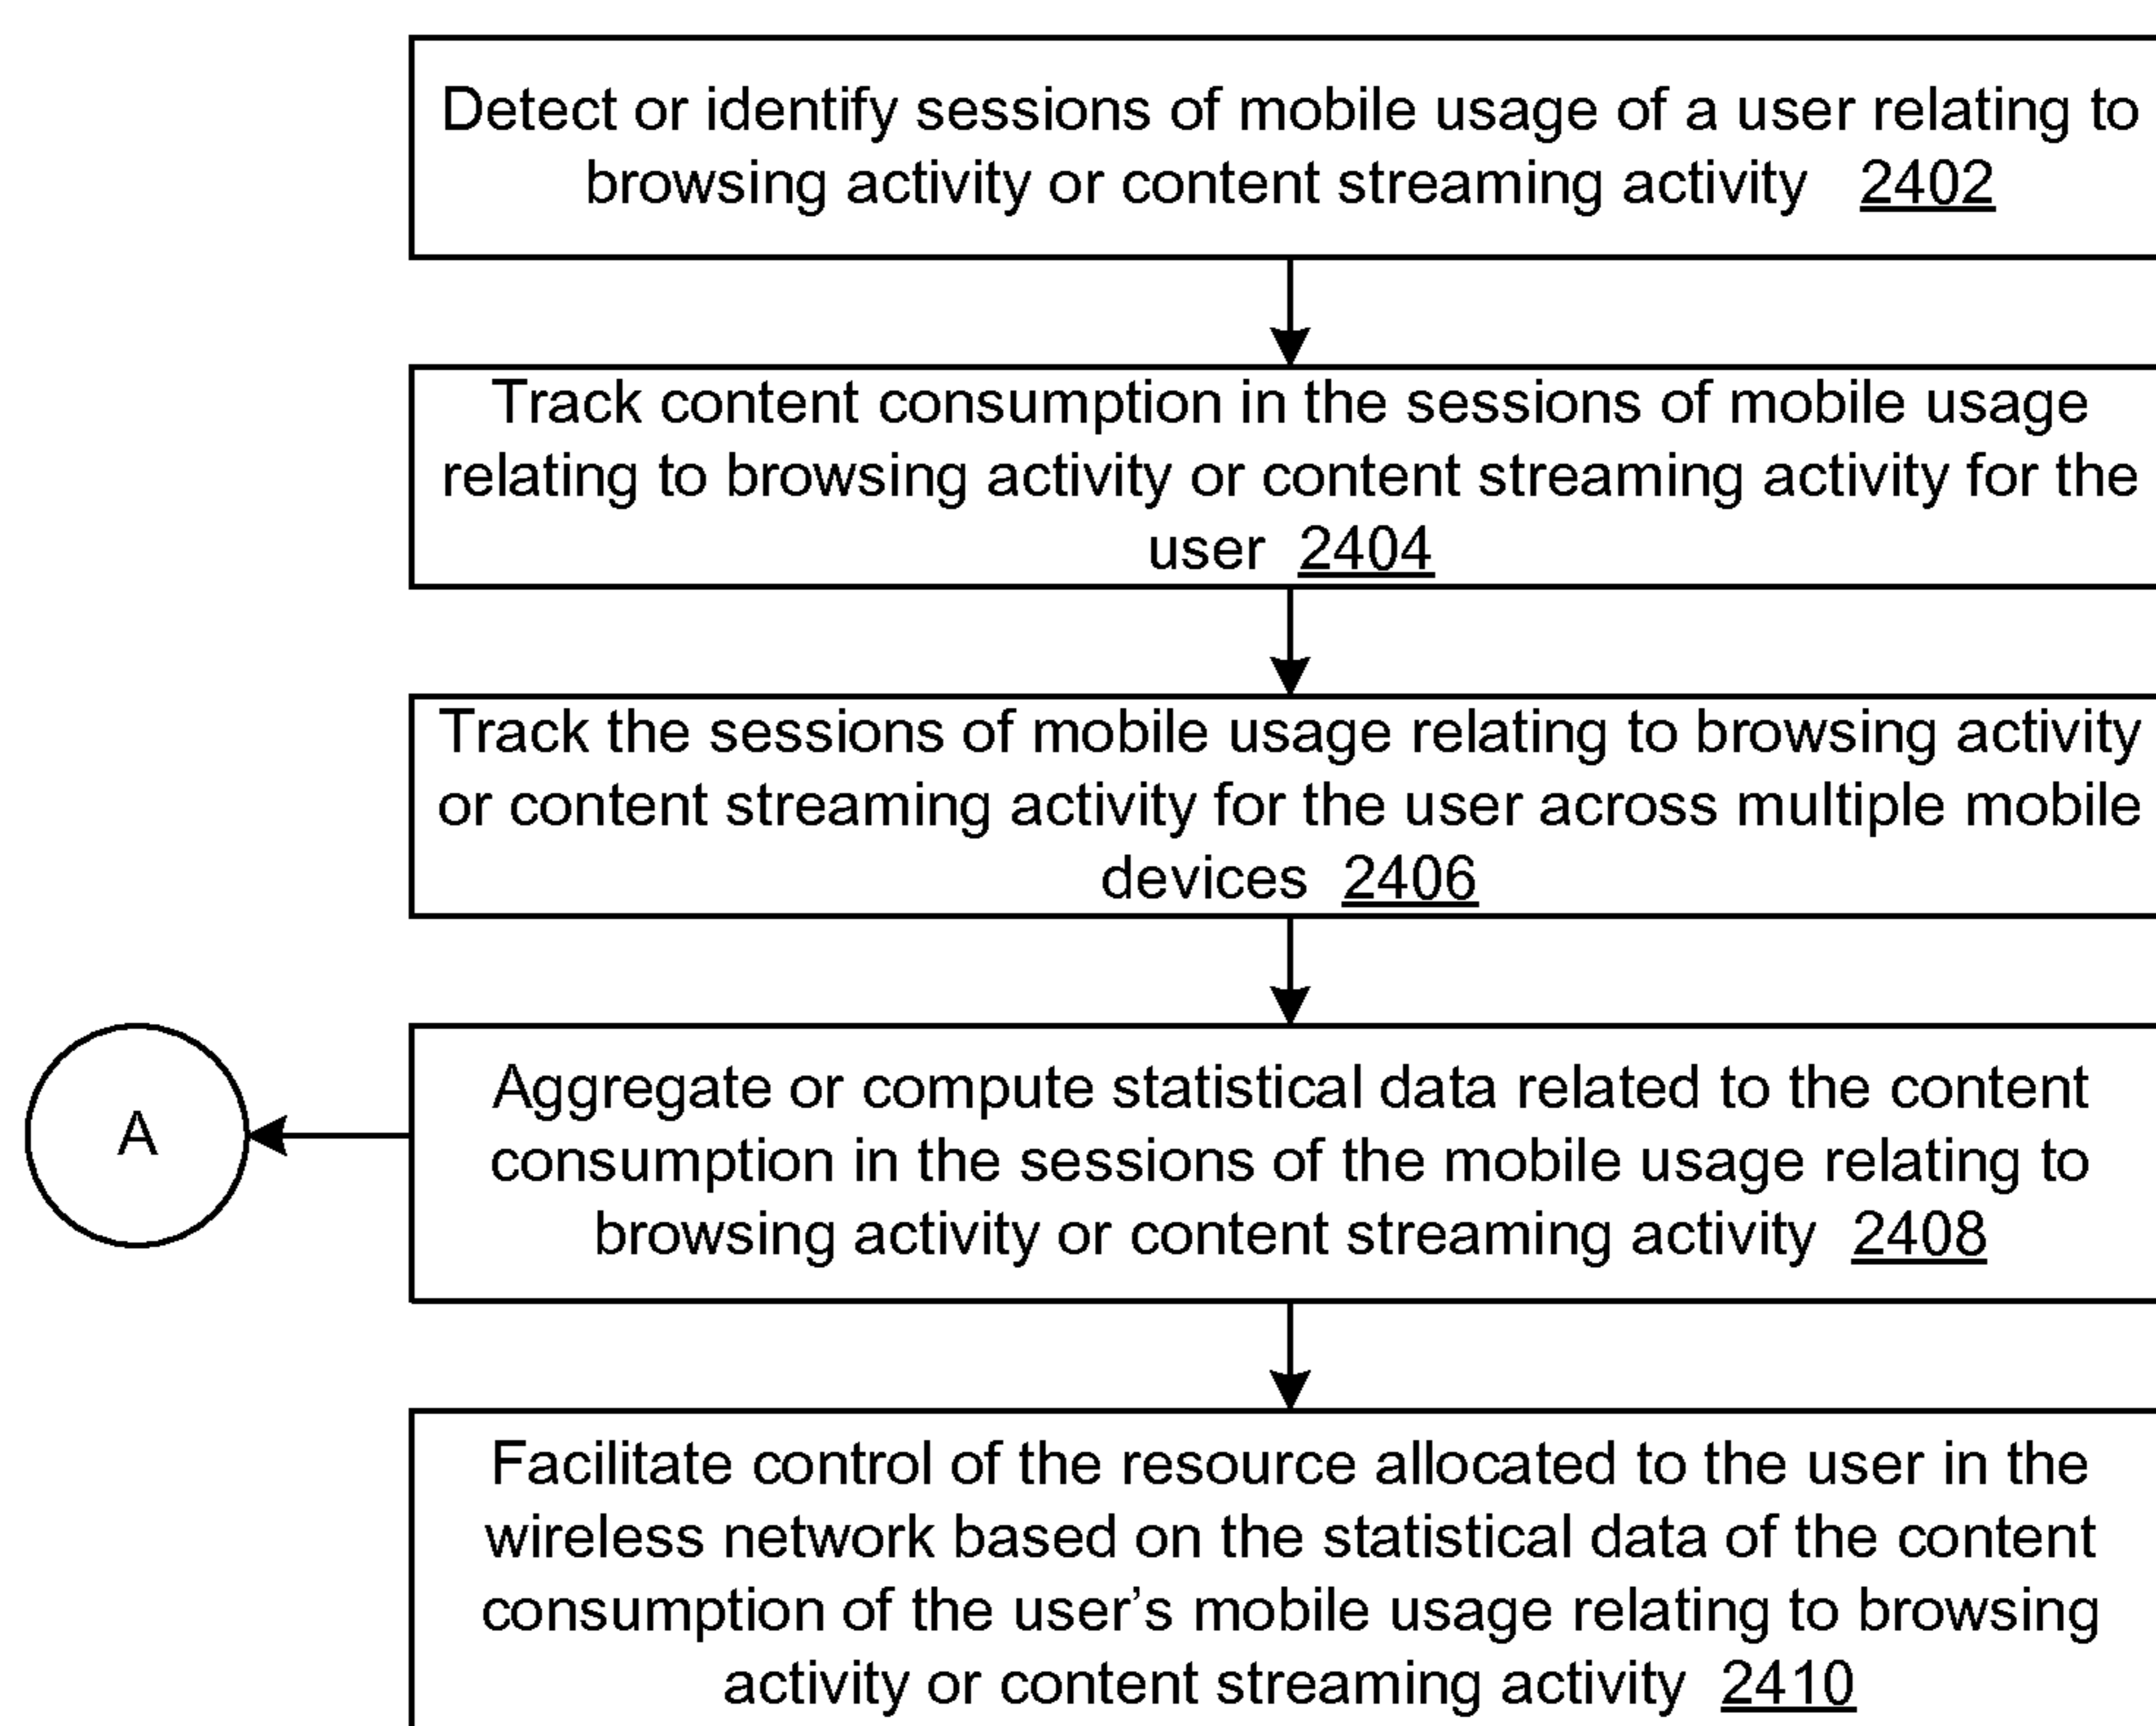 Detect or identify sessions of mobile usage of a user relating to
browsing activity or content streaming activity 2402
Track content consumption in the sessions of mobile usage
relating to browsing activity or content streaming activity for the
user 2404
Track the sessions of mobile usage relating to browsing activity
or content streaming activity for the user across multiple mobile
devices 2406
A
Aggregate or compute statistical data related to the content
consumption in the sessions of the mobile usage relating to
browsing activity or content streaming activity 2408
Facilitate control of the resource allocated to the user in the
wireless network based on the statistical data of the content
consumption of the user’s mobile usage relating to browsing
activity or content streaming activity 2410